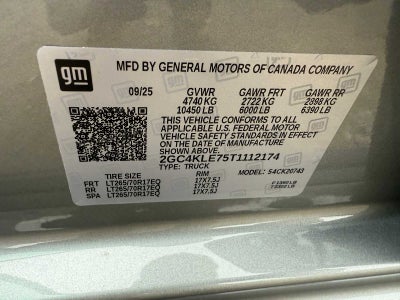 gm
MFD BY GENERAL MOTORS OF CANADA COMPANY
09/25 GVWR GAWR FRT GAWR RR
4740 KG 2722 KG 2898 KG
10450 LB 6000 LB 6390 LB
THIS VEHICLE CONFORMS TO ALL
APPLICABLE U.S. FEDERAL MOTOR
VEHICLE SAFETY STANDARDS IN EFFECT
ON THE DATE OF MANUFACTURE SHOWN ABOVE.
2GC4KLE75T1112174
TYPE: TRUCK MODEL: 54CK20743
TIRE SIZE RIM
FRT LT265/70R17EQ 17X7.5J
RR LT265/70R17EQ 17X7.5J
SPA LT265/70R17EQ 17X7.5J